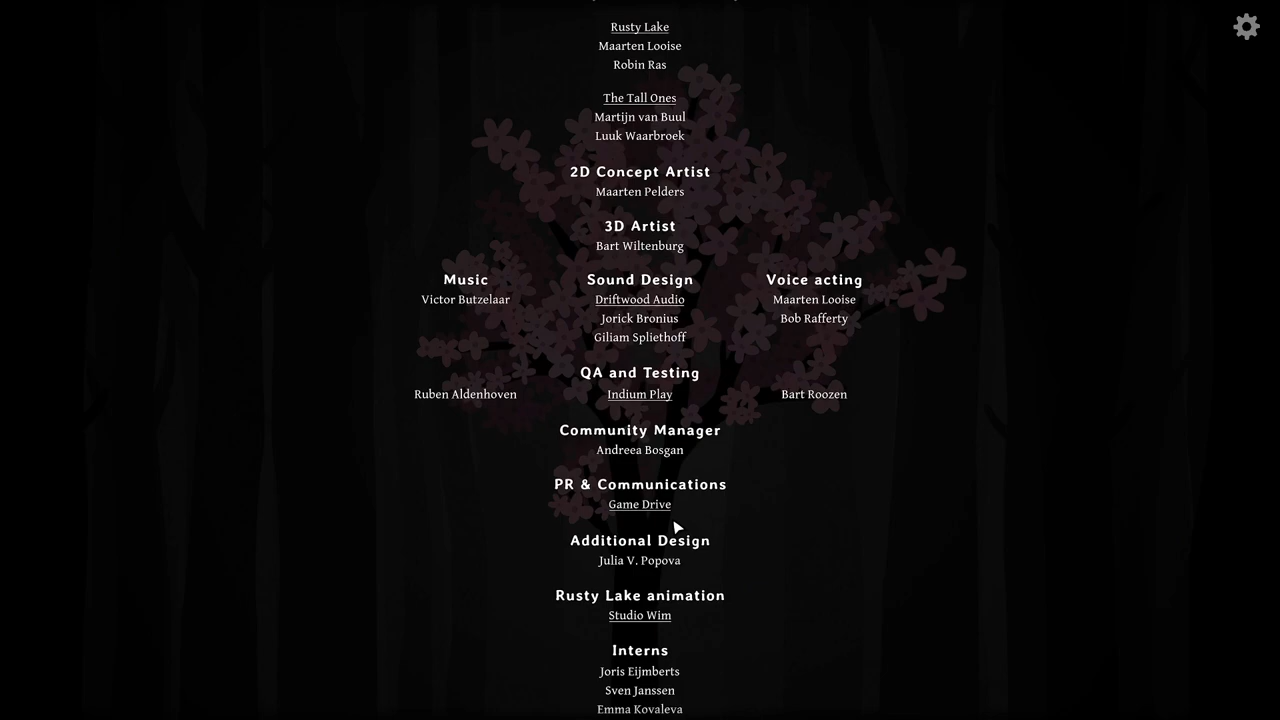 Rusty Lake
Maarten Looise
Robin Ras
The Tall Ones
Martijn van Buul
Luuk Waarbroek
2D Concept Artist
Maarten Pelders
3D Artist
Bart Wiltenburg
Music
Victor Butzelaar
Sound Design
Driftwood Audio
Jorick Bronius
Giliam Spliethoff
Voice acting
Maarten Looise
Bob Rafferty
QA and Testing
Ruben Aldenhoven
Indium Play
Bart Roozen
Community Manager
Andreea Bosgan
PR & Communications
Game Drive
Additional Design
Julia V. Popova
Rusty Lake animation
Studio Wim
Interns
Joris Eijmberts
Sven Janssen
Emma Kovaleva